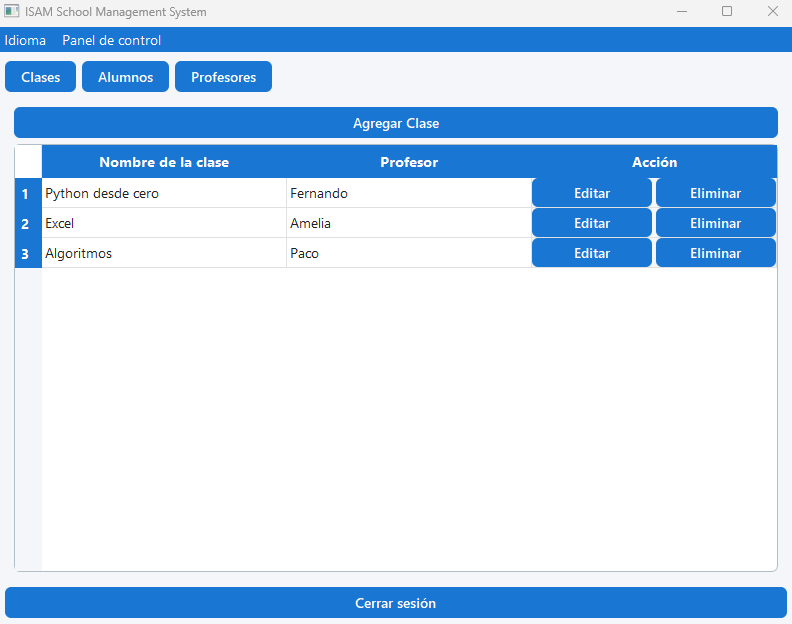 ISAM School Management System
Idioma Panel de control
Clases Alumnos Profesores
Agregar Clase
Nombre de la clase Profesor Acción
1 Python desde cero Fernando Editar Eliminar
2 Excel Amelia Editar Eliminar
3 Algoritmos Paco Editar Eliminar
Cerrar sesión